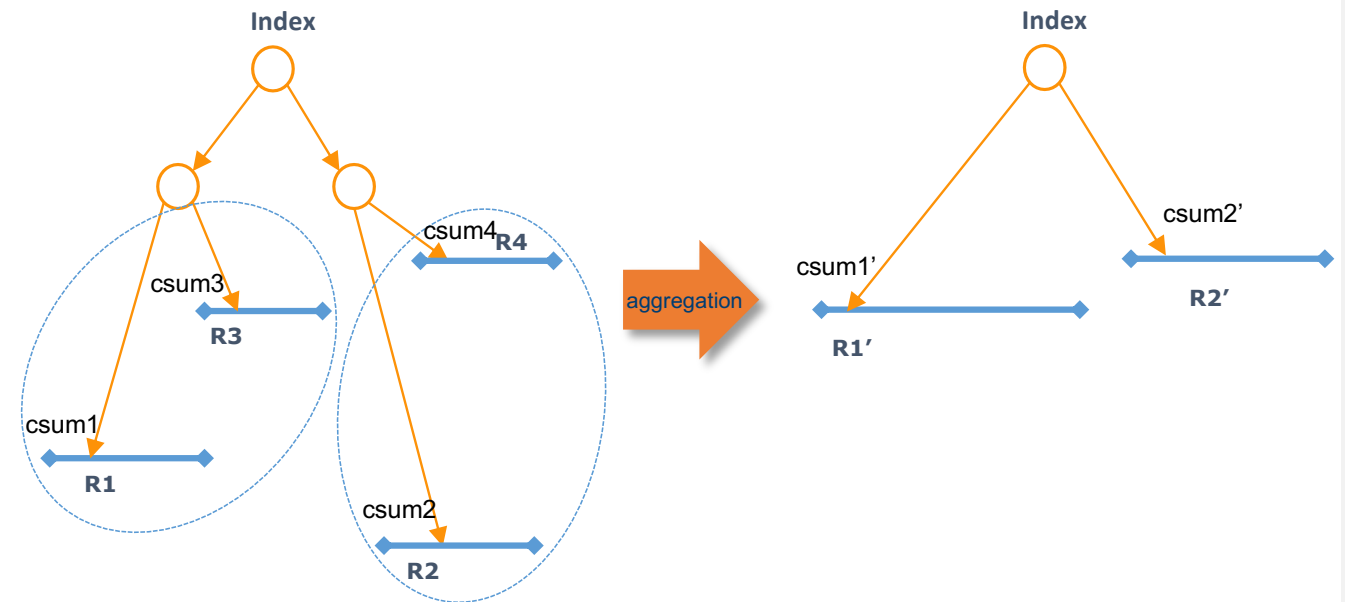 Index
csum4
R4
csum3
R3
csum1
R1
csum2
R2
aggregation
Index
csum2’
csum1’
R2’
R1’